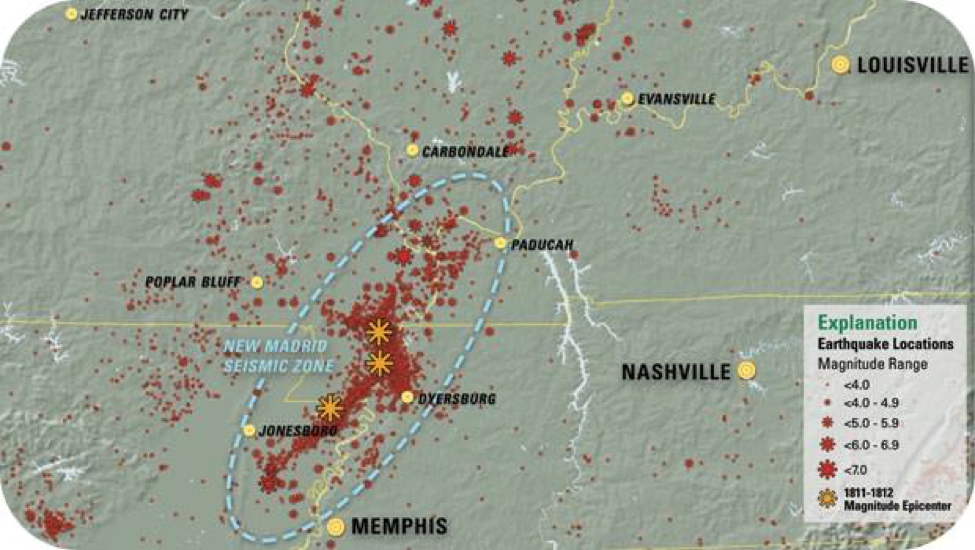 JEFFERSON CITY
LOUISVILLE
EVANSVILLE
CARBONDALE
PADUCAH
POPLAR BLUFF
NEW MADRID
SEISMIC ZONE
NASHVILLE
DYERSBURG
JONESBORO
MEMPHIS
Explanation
Earthquake Locations
Magnitude Range
<4.0
<4.0 - 4.9
<5.0 - 5.9
<6.0 - 6.9
<7.0
1811-1812
Magnitude Epicenter